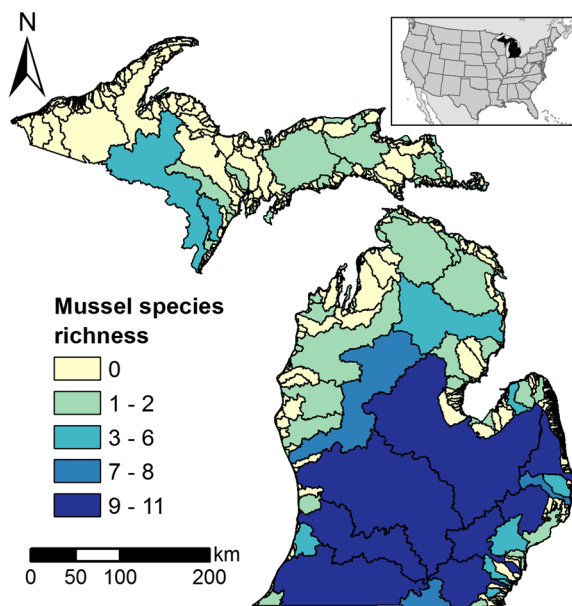 N
Mussel species
richness
0
1 - 2
3 - 6
7 - 8
9 - 11
km
0 50 100 200